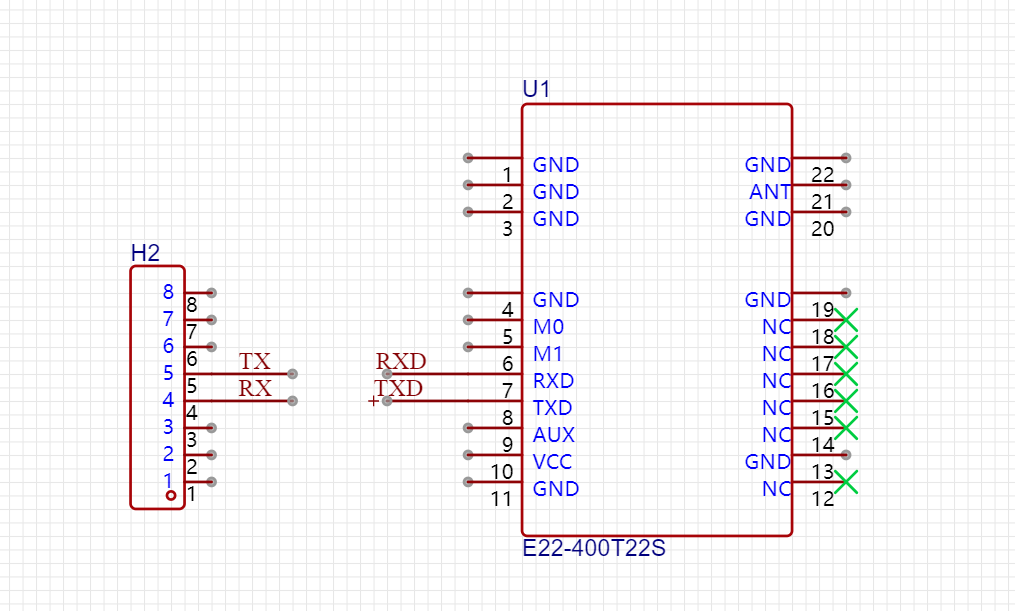 U1
GND 1 GND 22
GND 2 ANT 21
GND 3 GND 20
H2
8 8
7 7
6 6
5 TX 5
4 RX 4
3 3
2 2
1 1
GND 4 GND 19
M0 5 NC 18
M1 6 NC 17
RXD RXD 7 NC 16
TXD TXD 8 NC 15
AUX 9 NC 14
VCC 10 GND 13
GND 11 NC 12
E22-400T22S